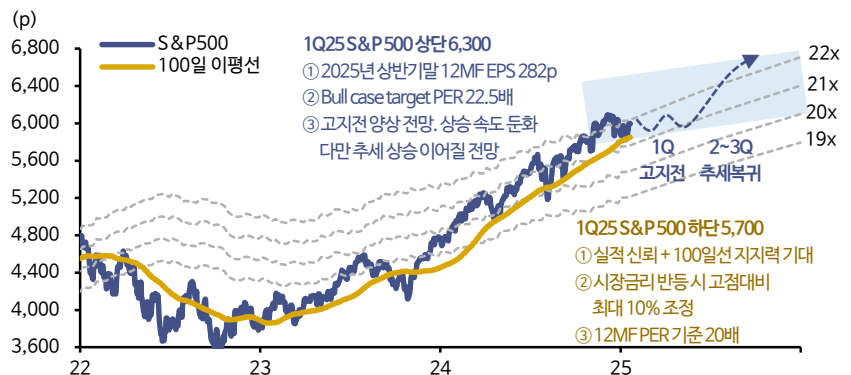 (p)
6,800
6,400
6,000
5,600
5,200
4,800
4,400
4,000
3,600
S&P500
100일 이평선
1Q25 S&P 500 상단 6,300
① 2025년 상반기말 12MF EPS 282p
② Bull case target PER 22.5배
③ 고지전 양상 전망. 상승 속도 둔화
다만 추세 상승 이어질 전망
22x
21x
20x
19x
1Q
고지전
2~3Q
추세복귀
1Q25 S&P 500 하단 5,700
① 실적 신뢰 + 100일선 지지력 기대
② 시장금리 반등 시 고점대비
최대 10% 조정
③ 12MF PER 기준 20배
22
23
24
25